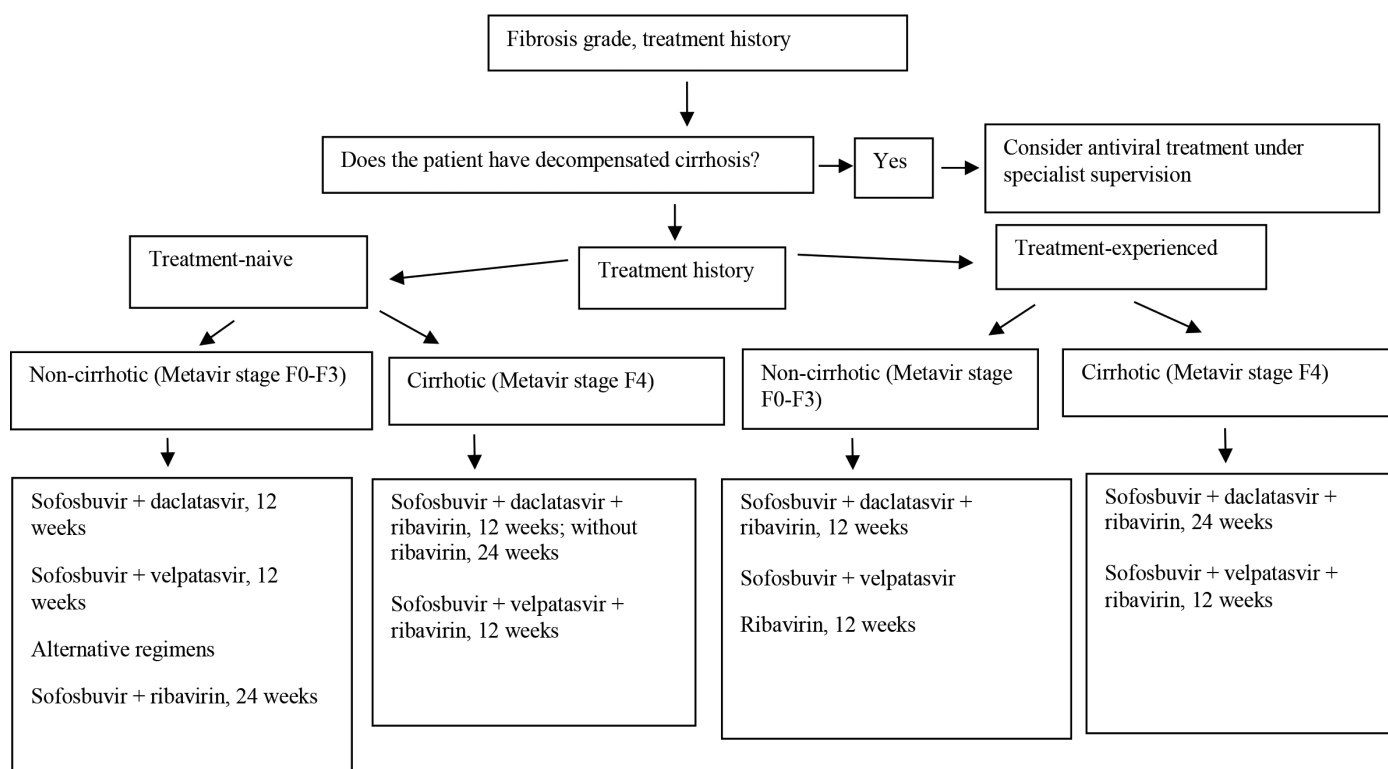 Fibrosis grade, treatment history
Does the patient have decompensated cirrhosis?
Yes
Consider antiviral treatment under
specialist supervision
Treatment-naive
Treatment history
Treatment-experienced
Non-cirrhotic (Metavir stage F0-F3)
Cirrhotic (Metavir stage F4)
Non-cirrhotic (Metavir stage
F0-F3)
Cirrhotic (Metavir stage F4)
Sofosbuvir + daclatasvir, 12
weeks
Sofosbuvir + velpatasvir, 12
weeks
Alternative regimens
Sofosbuvir + ribavirin, 24 weeks
Sofosbuvir + daclatasvir +
ribavirin, 12 weeks; without
ribavirin, 24 weeks
Sofosbuvir + velpatasvir +
ribavirin, 12 weeks
Sofosbuvir + daclatasvir +
ribavirin, 12 weeks
Sofosbuvir + velpatasvir
Ribavirin, 12 weeks
Sofosbuvir + daclatasvir +
ribavirin, 24 weeks
Sofosbuvir + velpatasvir +
ribavirin, 12 weeks